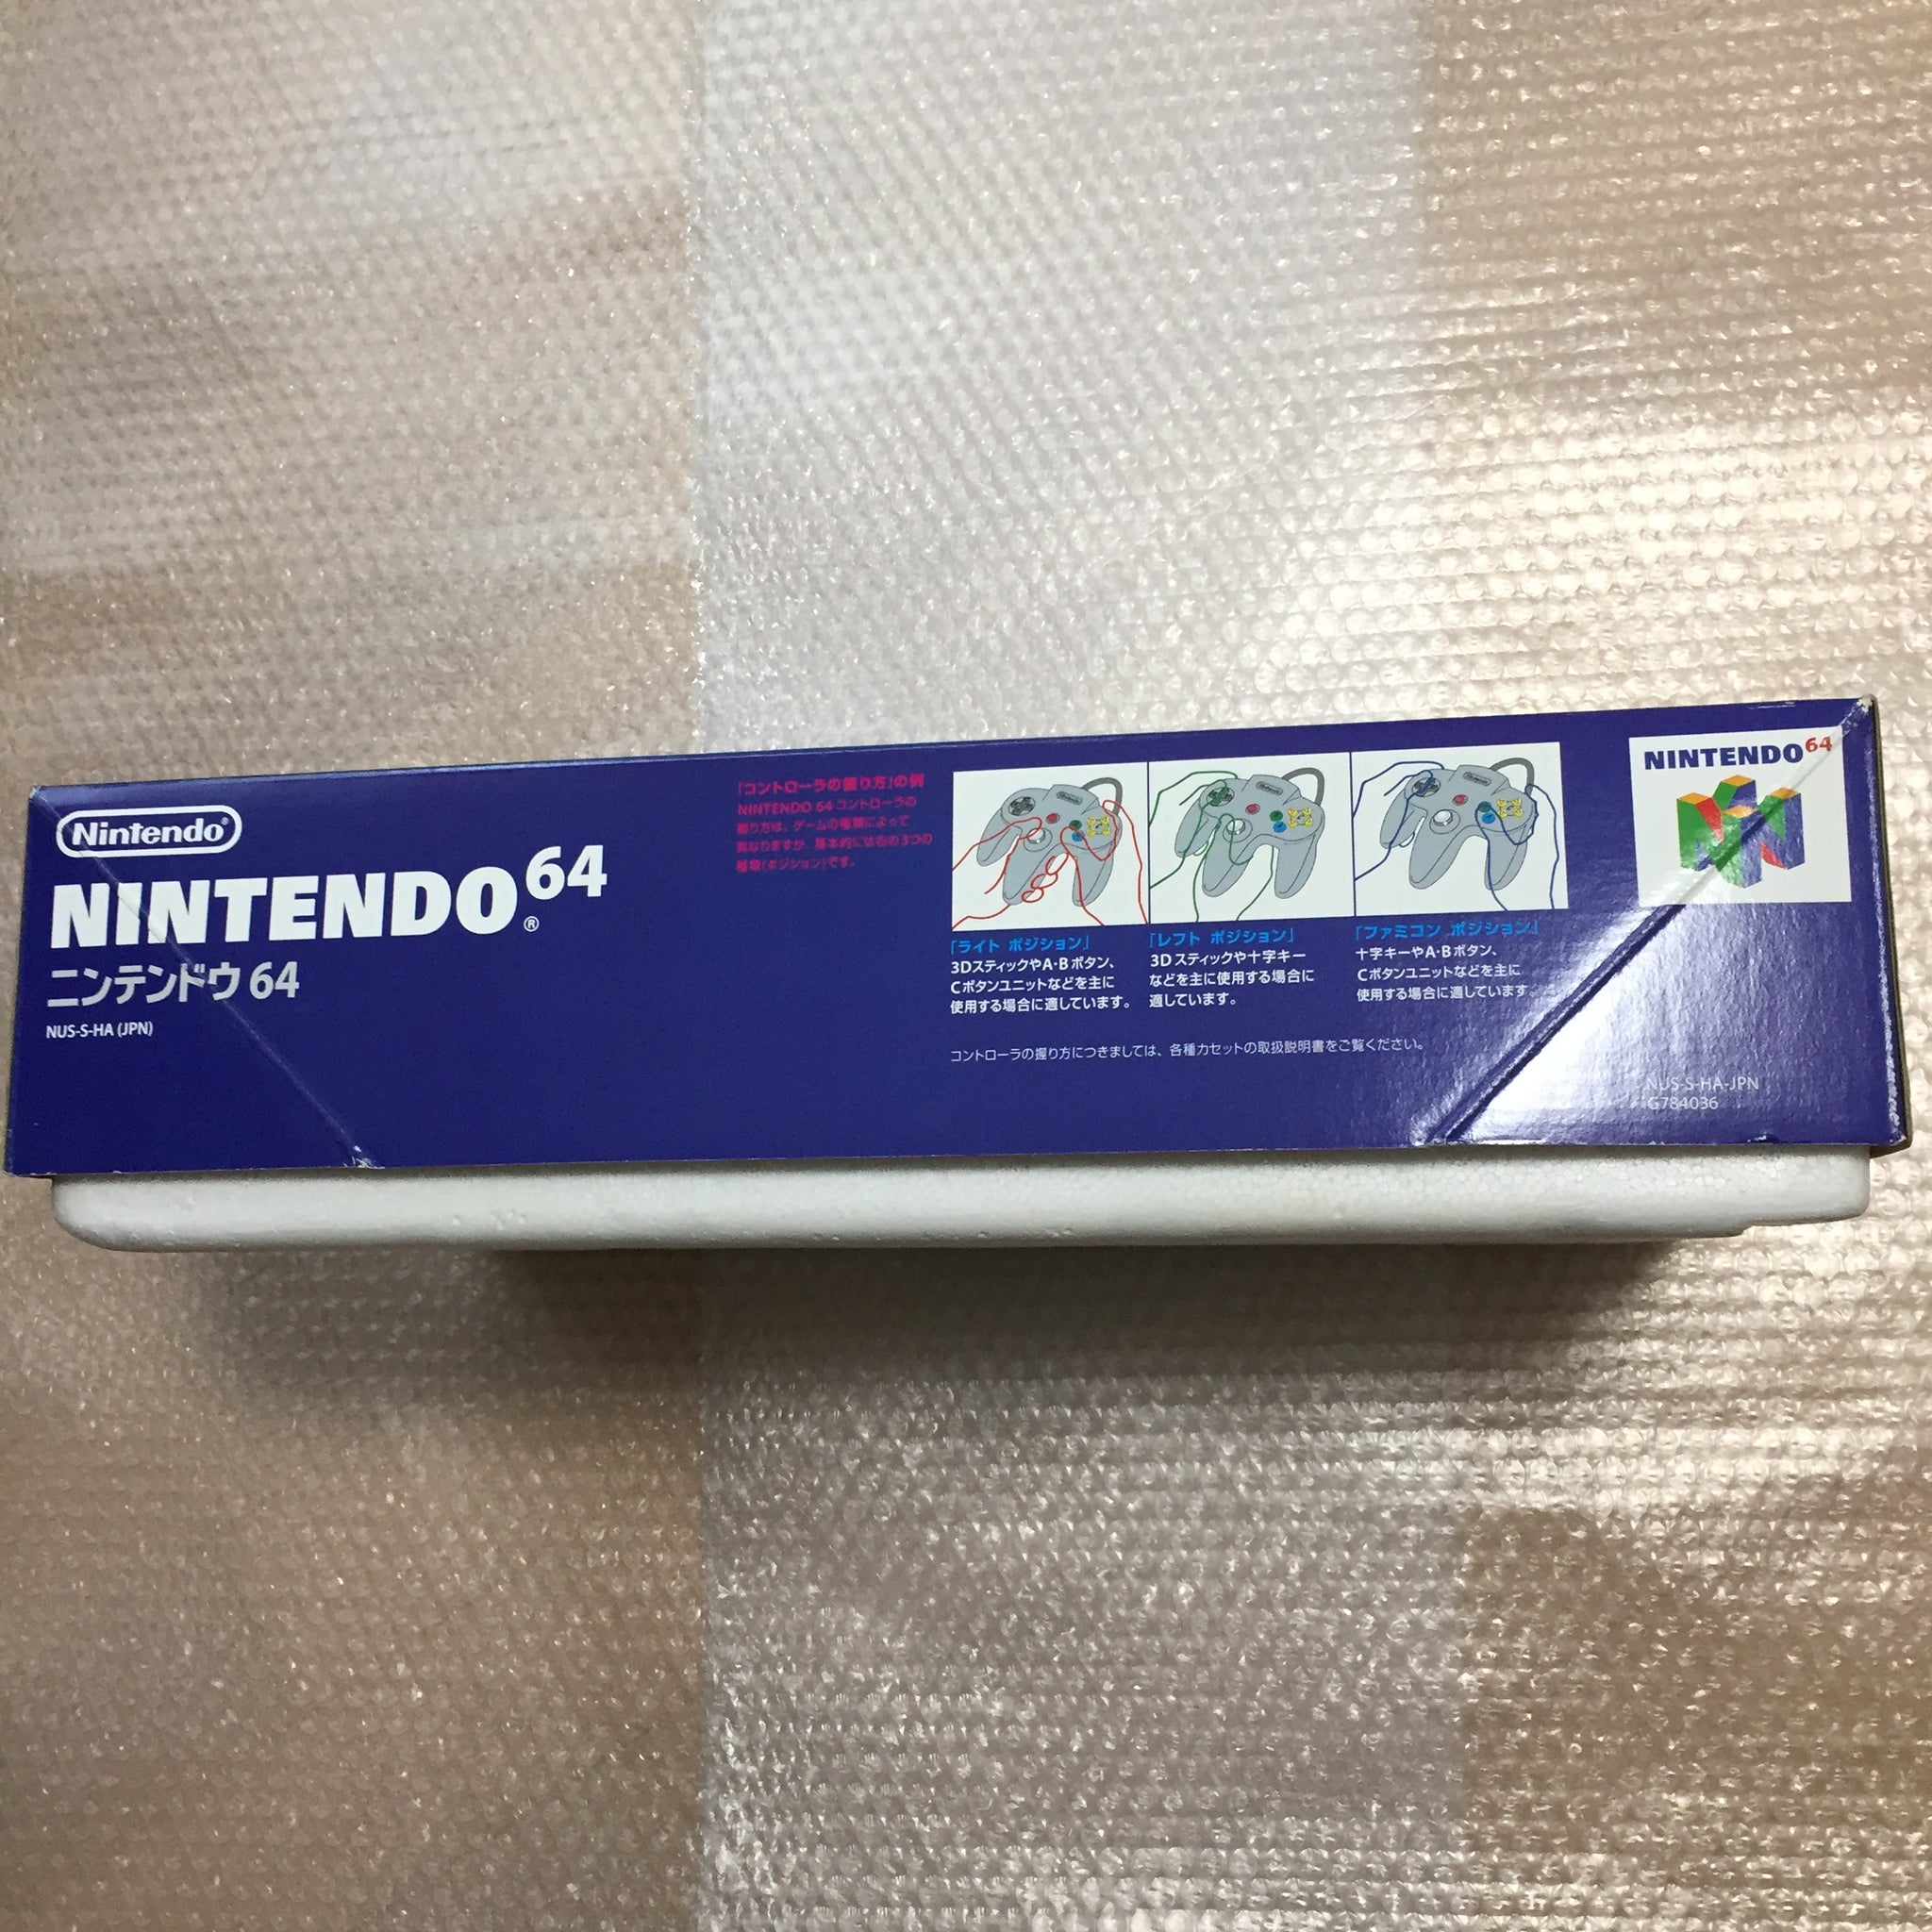 Nintendo®
NINTENDO 64
®
ニンテンドウ64
NUS-S-HA (JPN)
「コントローラの握り方」の例
NINTENDO 64 コントローラの
握り方は、ゲームの種類によって
異なりますが、基本的には右の3つの
種類(ポジション)です。
「ライト ポジション」
3DスティックやA・Bボタン、
Cボタンユニットなどを主に
使用する場合に適しています。
「レフト ポジション」
3Dスティックや十字キー
などを主に使用する場合に
適しています。
「ファミコン ポジション」
十字キーやA・Bボタン、
Cボタンユニットなどを主に
使用する場合に適しています。
コントローラの握り方につきましては、各種カセットの取扱説明書をご覧ください。
NINTENDO 64
NUS-S-HA-JPN
G784036